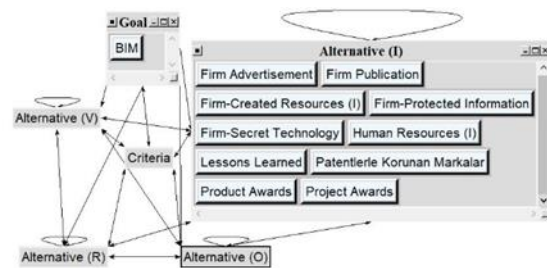 Goal
BIM
Alternative (I)
Firm Advertisement Firm Publication
Firm-Created Resources (I) Firm-Protected Information
Firm-Secret Technology Human Resources (I)
Lessons Learned Patentlerle Korunan Markalar
Product Awards Project Awards
Alternative (V)
Criteria
Alternative (R)
Alternative (O)